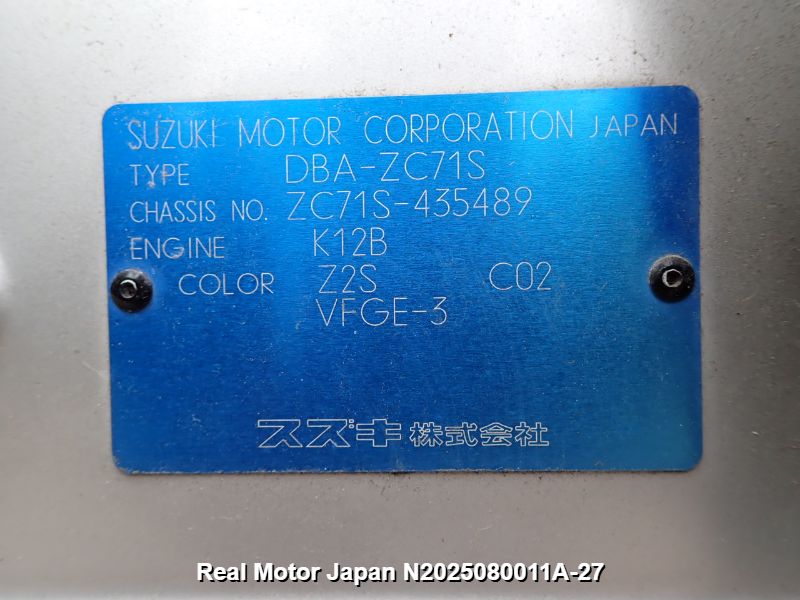 SUZUKI MOTOR CORPORATION JAPAN
TYPE DBA-ZC71S
CHASSIS NO. ZC71S-435489
ENGINE K12B
COLOR Z2S C02
VFGE-3
スズキ株式会社
Real Motor Japan N2025080011A-27